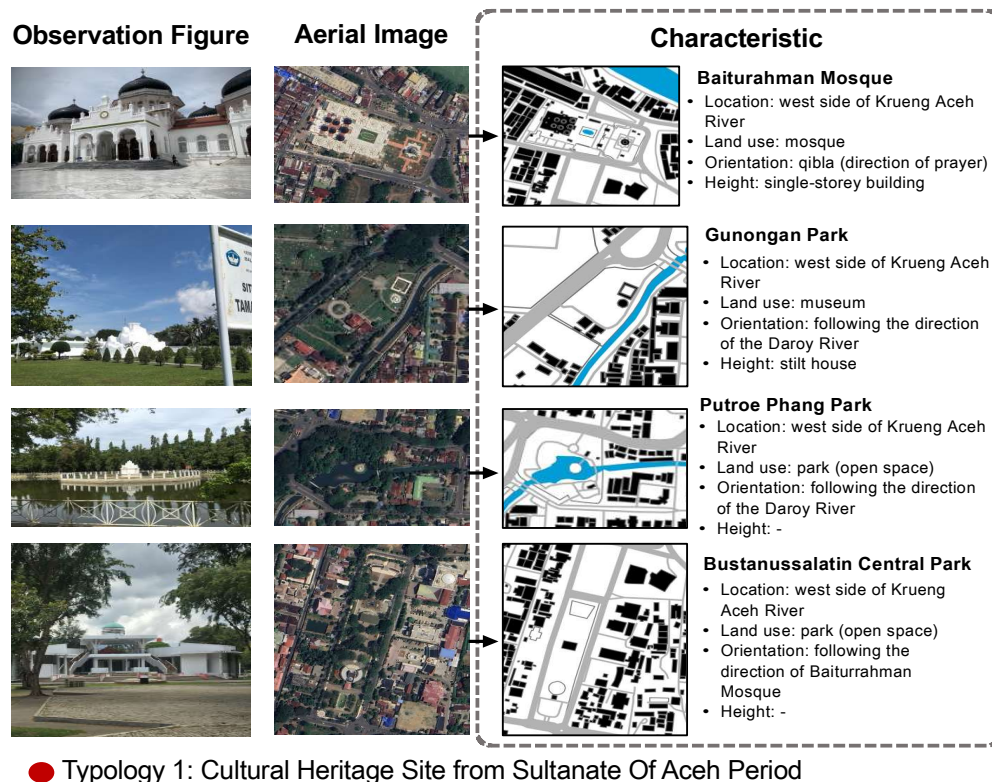 Observation Figure
Aerial Image
Characteristic
Baiturahman Mosque
• Location: west side of Krueng Aceh
River
• Land use: mosque
• Orientation: qibla (direction of prayer)
• Height: single-storey building
Gunongan Park
• Location: west side of Krueng Aceh
River
• Land use: museum
• Orientation: following the direction
of the Daroy River
• Height: stilt house
SIT
TAMA
Putroe Phang Park
• Location: west side of Krueng Aceh
River
• Land use: park (open space)
• Orientation: following the direction
of the Daroy River
• Height: -
Bustanussalatin Central Park
• Location: west side of Krueng
Aceh River
• Land use: park (open space)
• Orientation: following the
direction of Baiturrahman
Mosque
• Height: -
Typology 1: Cultural Heritage Site from Sultanate Of Aceh Period